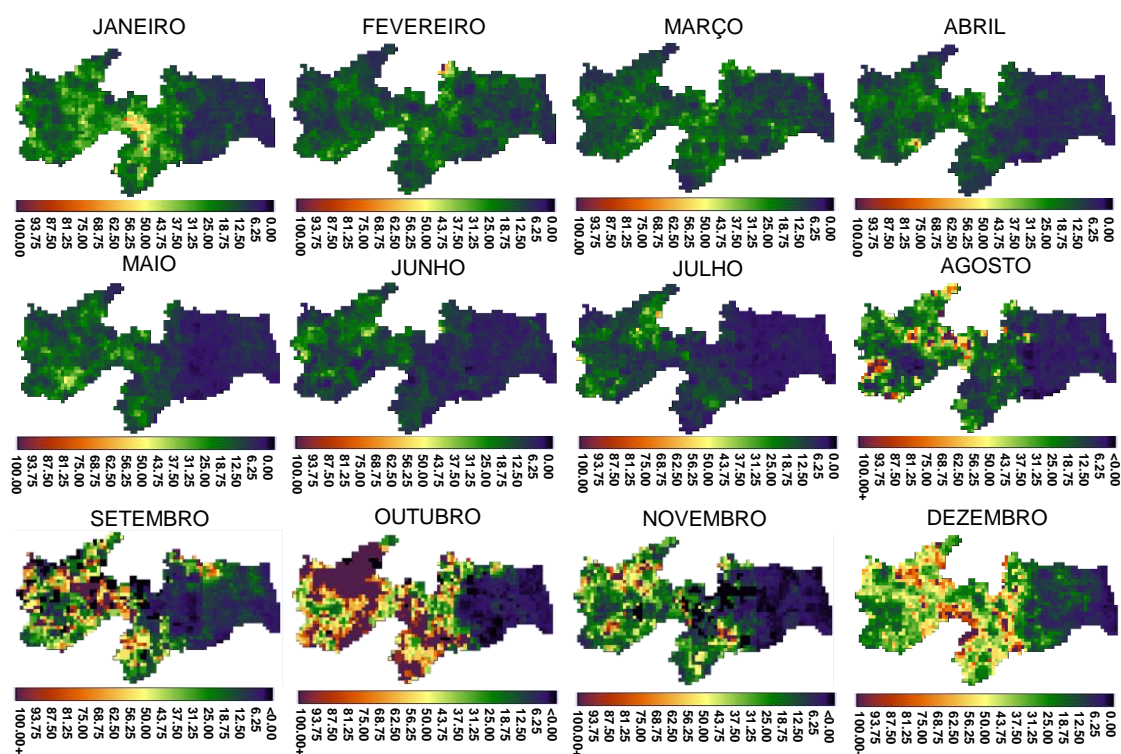 JANEIRO FEVEREIRO MARÇO ABRIL
100.00 93.75 87.50 81.25 75.00 68.75 62.50 56.25 50.00 43.75 37.50 31.25 25.00 18.75 12.50 6.25 0.00
100.00 93.75 87.50 81.25 75.00 68.75 62.50 56.25 50.00 43.75 37.50 31.25 25.00 18.75 12.50 6.25 0.00
100.00 93.75 87.50 81.25 75.00 68.75 62.50 56.25 50.00 43.75 37.50 31.25 25.00 18.75 12.50 6.25 0.00
100.00 93.75 87.50 81.25 75.00 68.75 62.50 56.25 50.00 43.75 37.50 31.25 25.00 18.75 12.50 6.25 0.00
MAIO JUNHO JULHO AGOSTO
100.00 93.75 87.50 81.25 75.00 68.75 62.50 56.25 50.00 43.75 37.50 31.25 25.00 18.75 12.50 6.25 0.00
100.00 93.75 87.50 81.25 75.00 68.75 62.50 56.25 50.00 43.75 37.50 31.25 25.00 18.75 12.50 6.25 0.00
100.00 93.75 87.50 81.25 75.00 68.75 62.50 56.25 50.00 43.75 37.50 31.25 25.00 18.75 12.50 6.25 0.00
100.00+ 93.75 87.50 81.25 75.00 68.75 62.50 56.25 50.00 43.75 37.50 31.25 25.00 18.75 12.50 6.25 <0.00
SETEMBRO OUTUBRO NOVEMBRO DEZEMBRO
100.00+ 93.75 87.50 81.25 75.00 68.75 62.50 56.25 50.00 43.75 37.50 31.25 25.00 18.75 12.50 6.25 <0.00
100.00+ 93.75 87.50 81.25 75.00 68.75 62.50 56.25 50.00 43.75 37.50 31.25 25.00 18.75 12.50 6.25 <0.00
100.00+ 93.75 87.50 81.25 75.00 68.75 62.50 56.25 50.00 43.75 37.50 31.25 25.00 18.75 12.50 6.25 <0.00
100.00+ 93.75 87.50 81.25 75.00 68.75 62.50 56.25 50.00 43.75 37.50 31.25 25.00 18.75 12.50 6.25 0.00